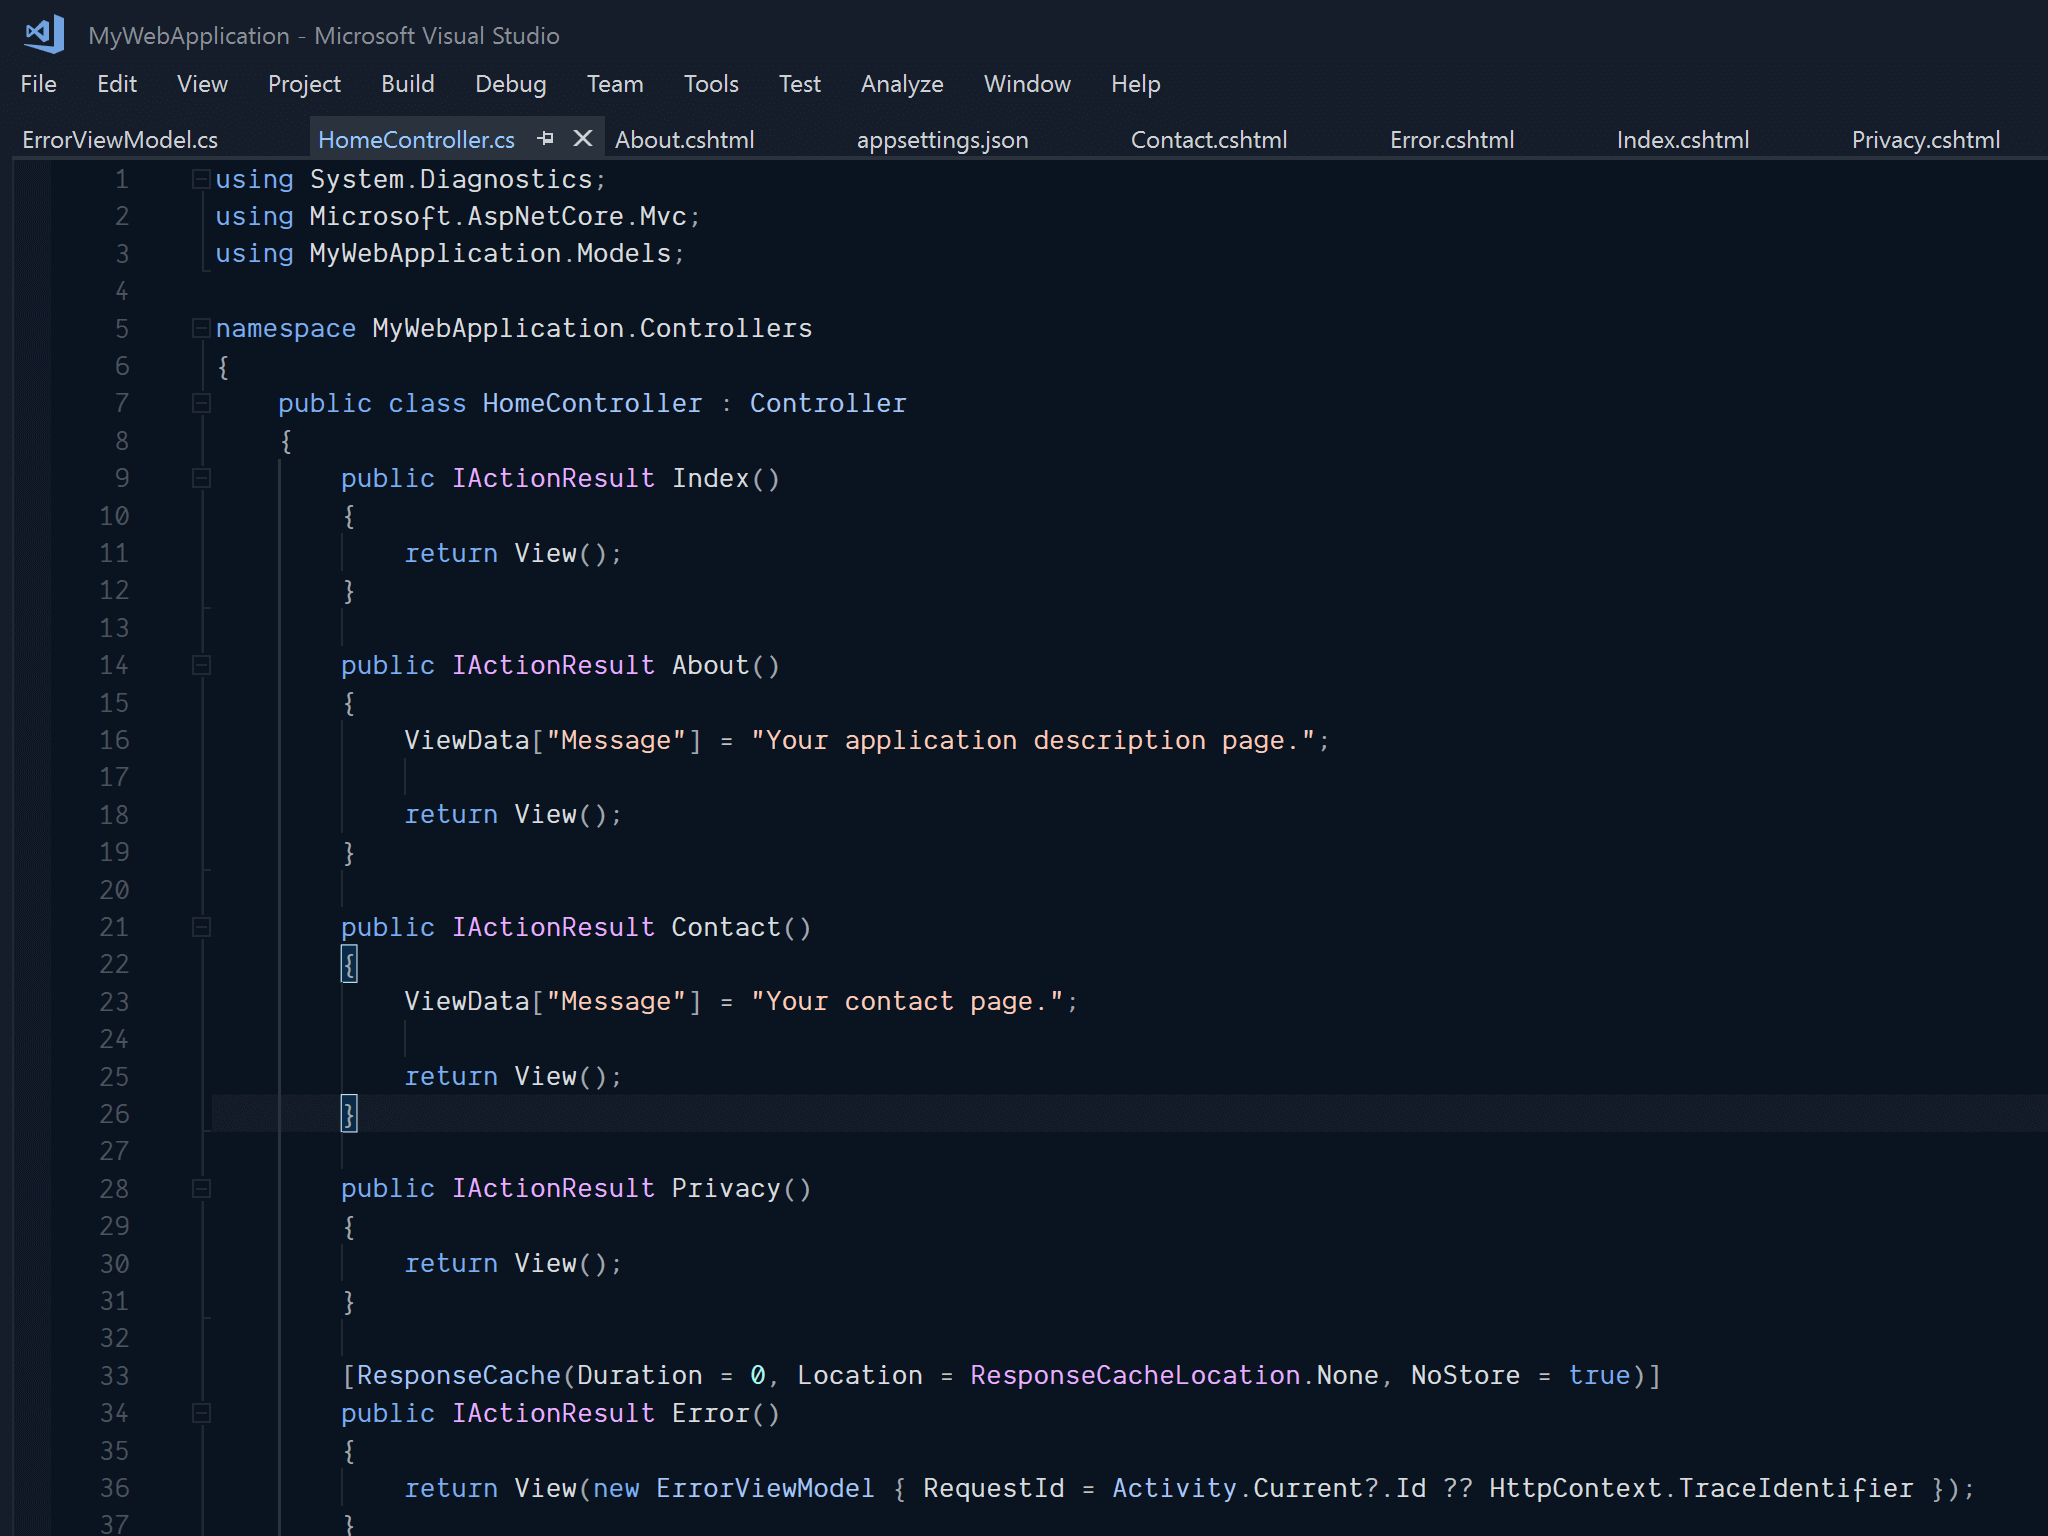 MyWebApplication - Microsoft Visual Studio
File Edit View Project Build Debug Team Tools Test Analyze Window Help
ErrorViewModel.cs HomeController.cs About.cshtml appsettings.json Contact.cshtml Error.cshtml Index.cshtml Privacy.cshtml
1 using System.Diagnostics;
2 using Microsoft.AspNetCore.Mvc;
3 using MyWebApplication.Models;
4
5 namespace MyWebApplication.Controllers
6 {
7 public class HomeController : Controller
8 {
9 public IActionResult Index()
10 {
11 return View();
12 }
13
14 public IActionResult About()
15 {
16 ViewData["Message"] = "Your application description page.";
17
18 return View();
19 }
20
21 public IActionResult Contact()
22 {
23 ViewData["Message"] = "Your contact page.";
24
25 return View();
26 }
27
28 public IActionResult Privacy()
29 {
30 return View();
31 }
32
33 [ResponseCache(Duration = 0, Location = ResponseCacheLocation.None, NoStore = true)]
34 public IActionResult Error()
35 {
36 return View(new ErrorViewModel { RequestId = Activity.Current?.Id ?? HttpContext.TraceIdentifier });
37 }